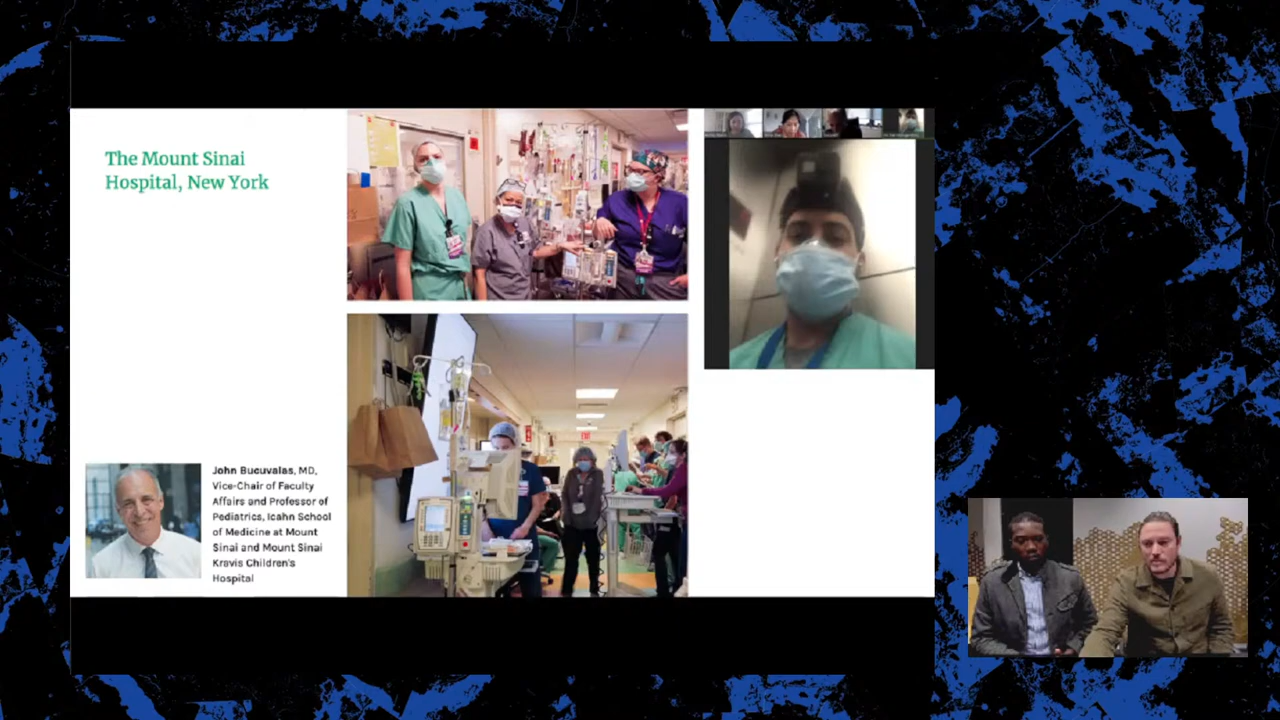 The Mount Sinai
Hospital, New York
John Bucuvalas, MD,
Vice-Chair of Faculty
Affairs and Professor of
Pediatrics, Icahn School
of Medicine at Mount
Sinai and Mount Sinai
Kravis Children's
Hospital